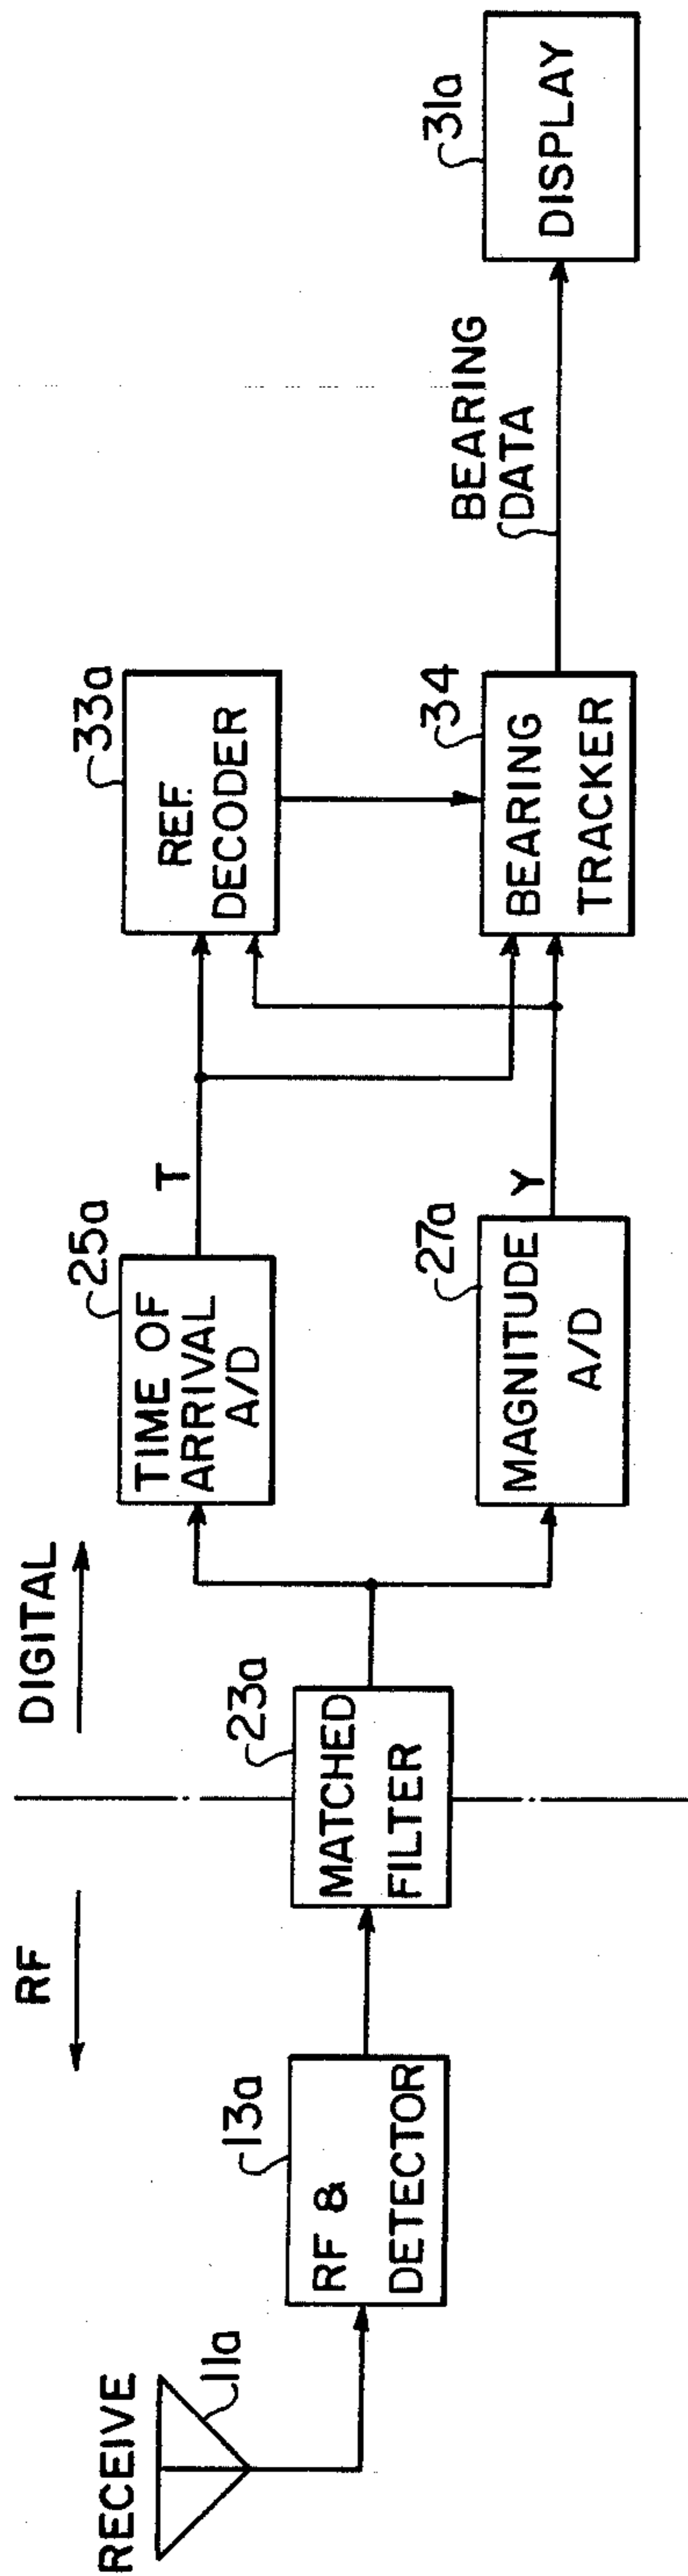 RECEIVE
11a
RF
DIGITAL
13a
RF &
DETECTOR
23a
MATCHED
FILTER
25a
TIME OF
ARRIVAL
A/D
T
27a
MAGNITUDE
A/D
Y
33a
REF.
DECODER
34
BEARING
TRACKER
BEARING
DATA
31a
DISPLAY